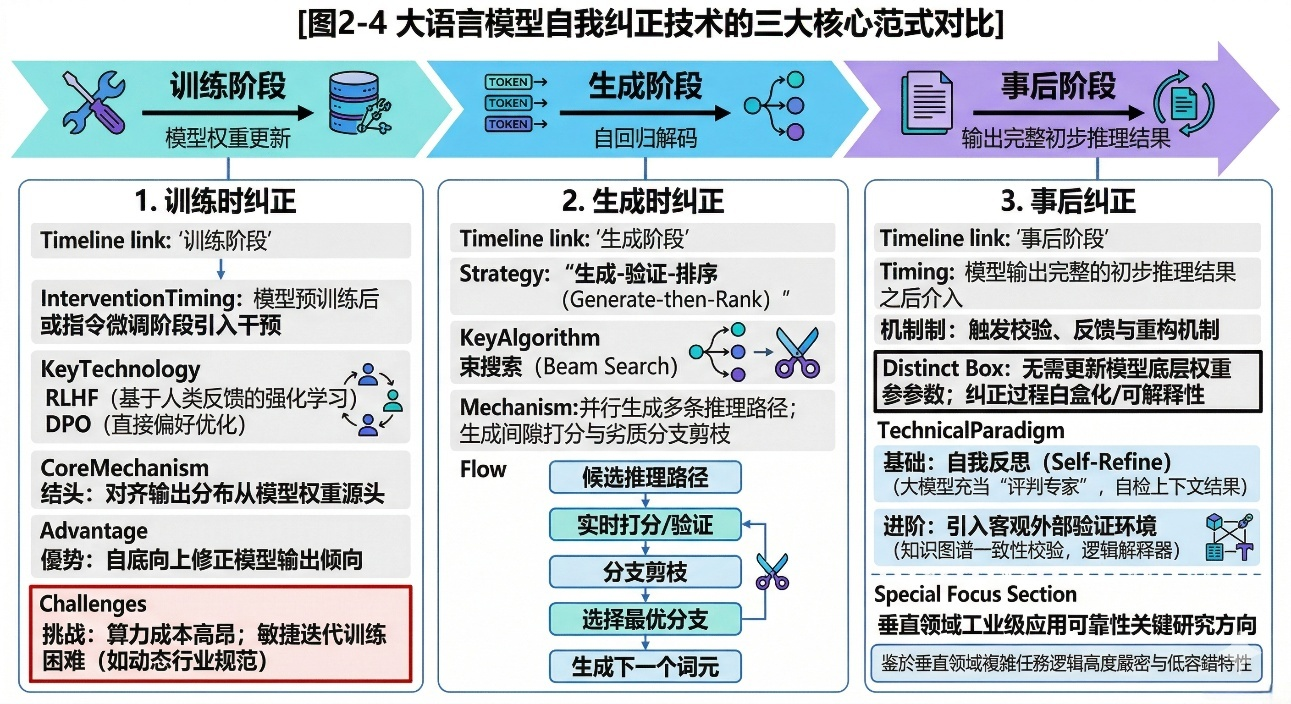 [图2-4 大语言模型自我纠正技术的三大核心范式对比]
训练阶段
模型权重更新
TOKEN
TOKEN
TOKEN
生成阶段
自回归解码
事后阶段
输出完整初步推理结果
1. 训练时纠正
Timeline link: ‘训练阶段’
InterventionTiming: 模型预训练后
或指令微调阶段引入干预
KeyTechnology
RLHF（基于人类反馈的强化学习）
DPO（直接偏好优化）
CoreMechanism
结头：对齐输出分布从模型权重源头
Advantage
優势：自底向上修正模型输出倾向
Challenges
挑战：算力成本高昂；敏捷迭代训练
困难（如动态行业规范）
2. 生成时纠正
Timeline link: ‘生成阶段’
Strategy: “生成-验证-排序
（Generate-then-Rank）”
KeyAlgorithm
束搜索（Beam Search）
Mechanism:并行生成多条推理路径；
生成间隙打分与劣质分支剪枝
Flow
候选推理路径
实时打分/验证
分支剪枝
选择最优分支
生成下一个词元
3. 事后纠正
Timeline link: ‘事后阶段’
Timing: 模型输出完整的初步推理结果
之后介入
机制制：触发校验、反馈与重构机制
Distinct Box: 无需更新模型底层权重
参参数；纠正过程白盒化/可解释性
TechnicalParadigm
基础：自我反思（Self-Refine）
（大模型充当“评判专家”，自检上下文结果）
进阶：引入客观外部验证环境
（知识图谱一致性校验，逻辑解释器）
Special Focus Section
垂直领域工业级应用可靠性关键研究方向
鉴於垂直领域複雑任務逻辑高度嚴密与低容錯特性